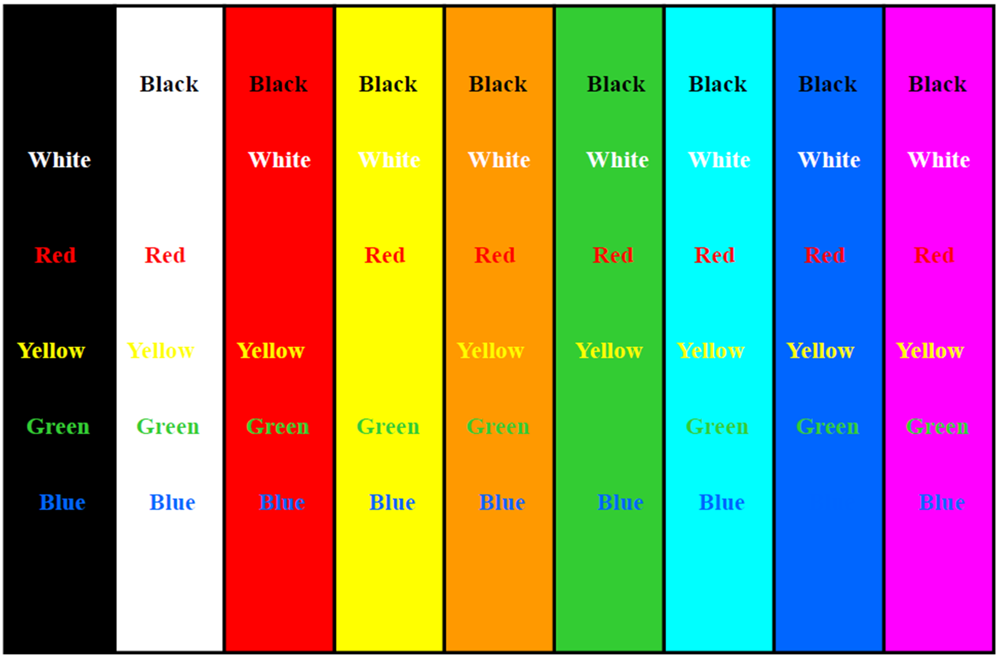 Black Black Black Black Black Black Black Black
White White White White White White White White
Red Red Red Red Red Red Red Red
Yellow Yellow Yellow Yellow Yellow Yellow Yellow Yellow
Green Green Green Green Green Green Green Green
Blue Blue Blue Blue Blue Blue Blue Blue